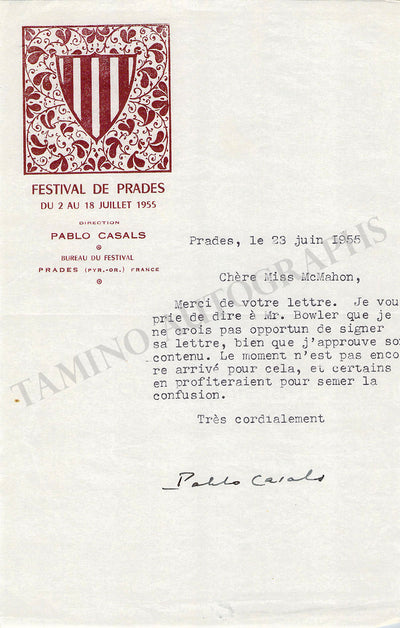 FESTIVAL DE PRADES
DU 2 AU 18 JUILLET 1955
DIRECTION
PABLO CASALS
BUREAU DU FESTIVAL
PRADES (PYR.-OR.) FRANCE
Prades, le 23 juin 1955
Chère Miss McMahon,
Merci de votre lettre. Je vou
prie de dire à Mr. Bowler que je
ne crois pas opportun de signer
sa lettre, bien que j'approuve son
contenu. Le moment n'est pas enco
re arrivé pour cela, et certains
en profiteraient pour semer la
confusion.
Très cordialement
Pablo Casals
TAMINO AUTOGRAPHS